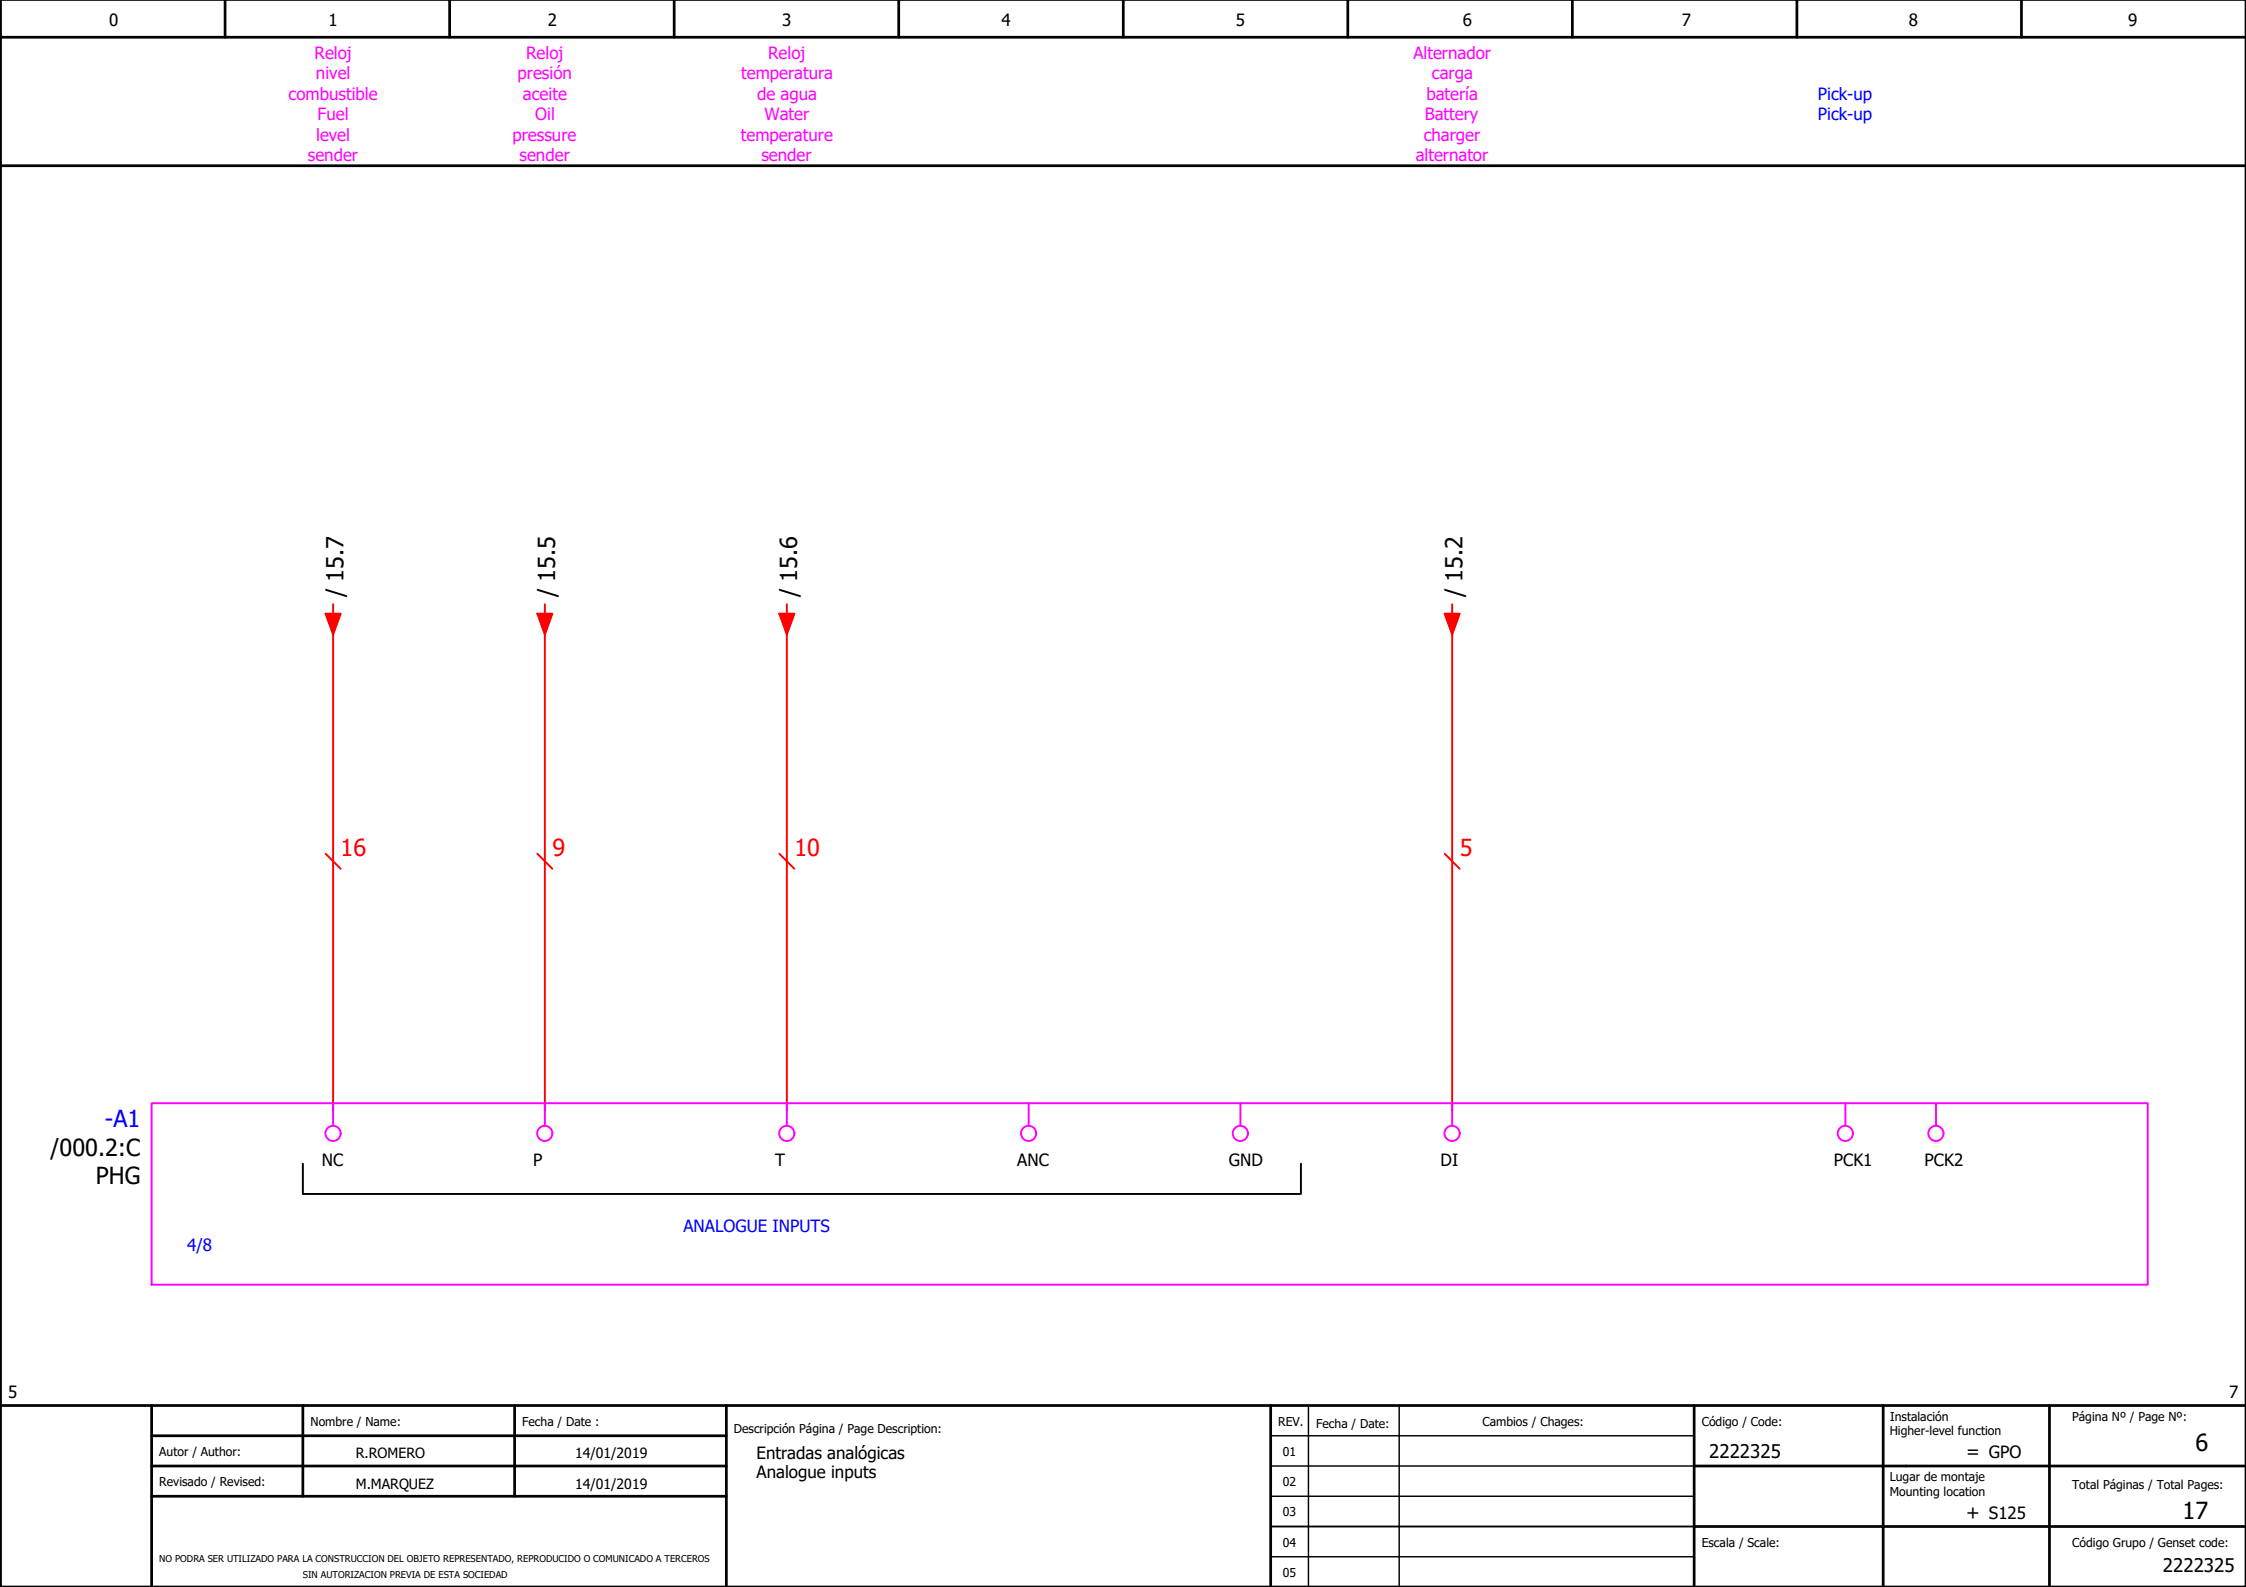 0 1 2 3 4 5 6 7 8 9
Reloj
nivel
combustible
Fuel
level
sender
Reloj
presión
aceite
Oil
pressure
sender
Reloj
temperatura
de agua
Water
temperature
sender
Alternador
carga
batería
Battery
charger
alternator
Pick-up
Pick-up
/ 15.7
/ 15.5
/ 15.6
/ 15.2
16
9
10
5
-A1
/000.2:C
PHG
NC P T ANC GND DI PCK1 PCK2
ANALOGUE INPUTS
4/8
5
7
Nombre / Name:
Fecha / Date :
Autor / Author:
R.ROMERO
14/01/2019
Revisado / Revised:
M.MARQUEZ
14/01/2019
NO PODRA SER UTILIZADO PARA LA CONSTRUCCION DEL OBJETO REPRESENTADO, REPRODUCIDO O COMUNICADO A TERCEROS
SIN AUTORIZACION PREVIA DE ESTA SOCIEDAD
Descripción Página / Page Description:
Entradas analógicas
Analogue inputs
REV.
Fecha / Date:
Cambios / Chages:
01
02
03
04
05
Código / Code:
2222325
Escala / Scale:
Instalación
Higher-level function
= GPO
Lugar de montaje
Mounting location
+ S125
Página Nº / Page Nº:
6
Total Páginas / Total Pages:
17
Código Grupo / Genset code:
2222325